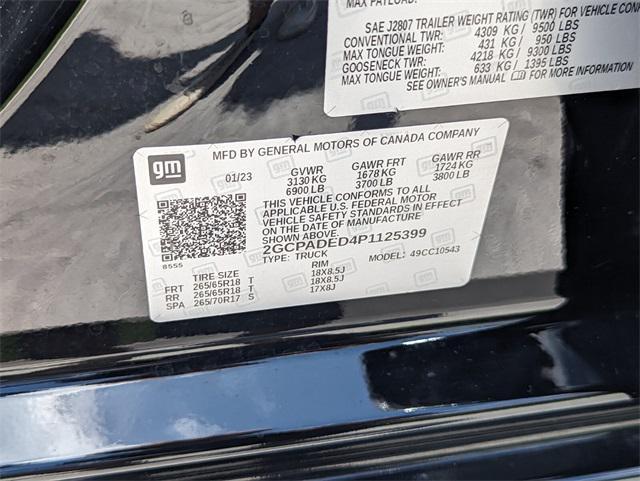 MAX PAYLOAD:
SAE J2807 TRAILER WEIGHT RATING (TWR) FOR VEHICLE
CONVENTIONAL TWR: 4309 KG / 9500 LBS
MAX TONGUE WEIGHT: 431 KG / 950 LBS
GOOSENECK TWR: 4218 KG / 9300 LBS
MAX TONGUE WEIGHT: 633 KG / 1395 LBS
SEE OWNER'S MANUAL gm FOR MORE INFORMATION
gm MFD BY GENERAL MOTORS OF CANADA COMPANY
01/23 GVWR GAWR FRT GAWR RR
3130 KG 1678 KG 1724 KG
6900 LB 3700 LB 3800 LB
THIS VEHICLE CONFORMS TO ALL
APPLICABLE U.S. FEDERAL MOTOR
VEHICLE SAFETY STANDARDS IN EFFECT
ON THE DATE OF MANUFACTURE
2GCPADED4P1125399
TYPE: TRUCK MODEL: 49CC10543
8555
TIRE SIZE RIM
FRT 265/65R18 T 18X8.5J
RR 265/65R18 T 18X8.5J
SPA 265/70R17 S 17X8J